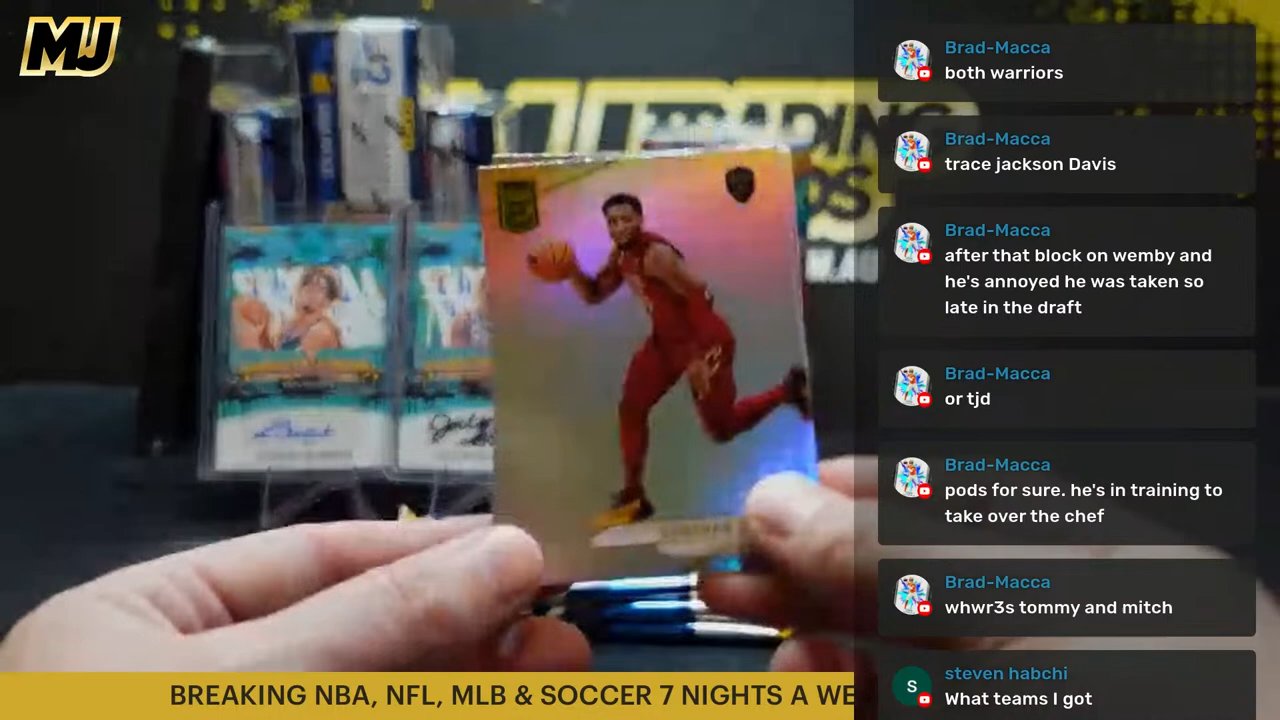 MJ
Brad-Macca
both warriors
Brad-Macca
trace jackson Davis
Brad-Macca
after that block on wemby and
he's annoyed he was taken so
late in the draft
Brad-Macca
or tjd
Brad-Macca
pods for sure. he's in training to
take over the chef
Brad-Macca
whwr3s tommy and mitch
S
steven habchi
What teams I got
BREAKING NBA, NFL, MLB & SOCCER 7 NIGHTS A WE